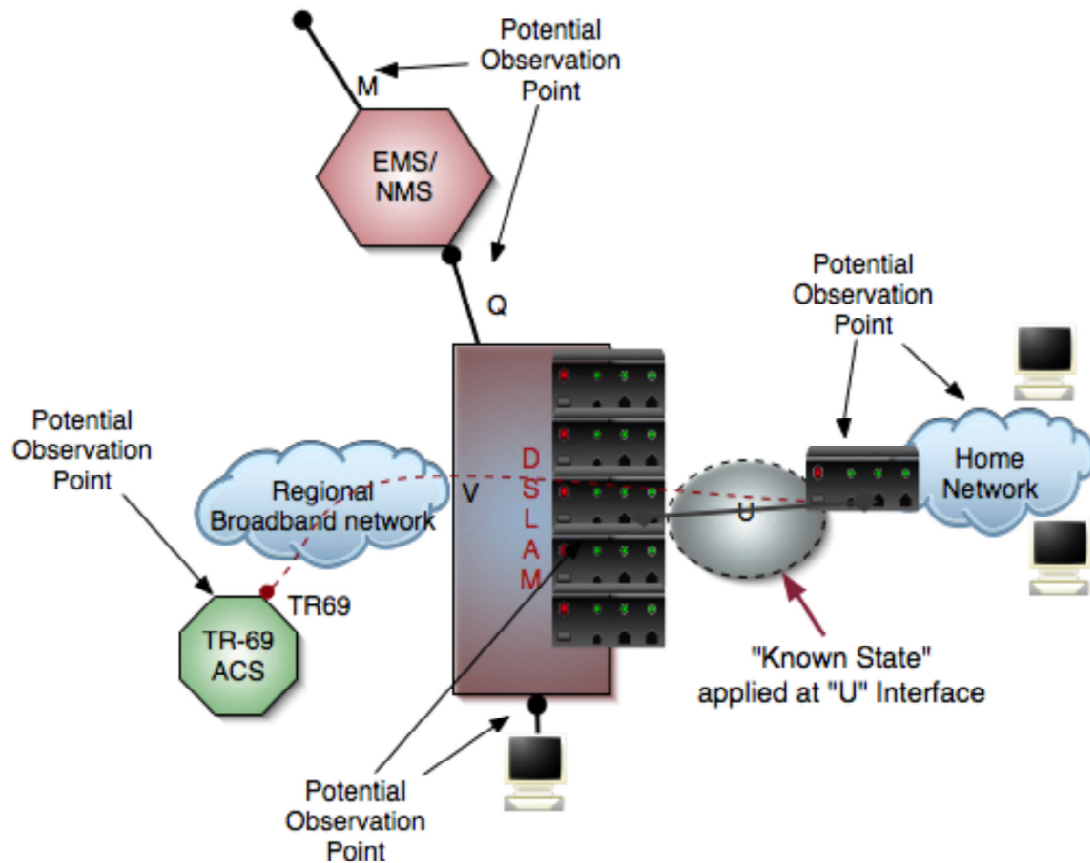 Potential
Observation
Point
M
EMS/
NMS
Q
Potential
Observation
Point
Potential
Observation
Point
Regional
Broadband network
V
D
S
L
A
M
U
Home
Network
TR69
TR-69
ACS
"Known State"
applied at "U" Interface
Potential
Observation
Point